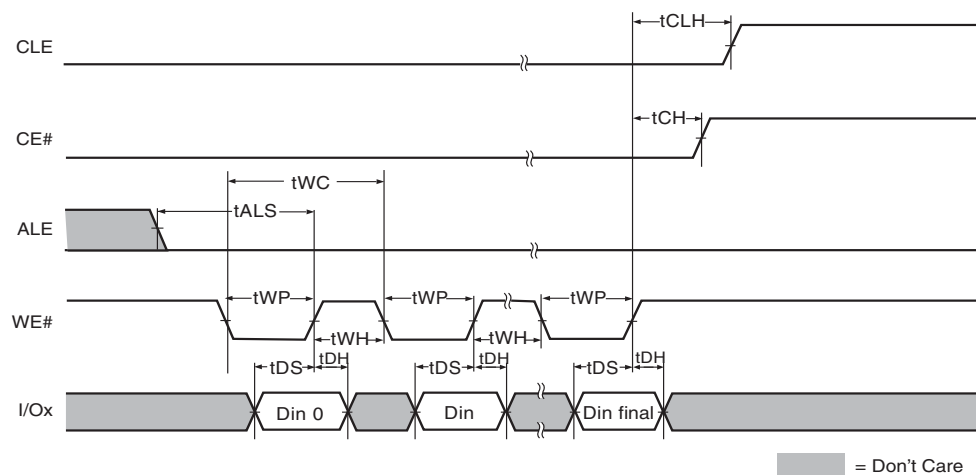 CLE
tCLH
CE#
tCH
tWC
ALE
tALS
WE#
tWP
tWP
tWP
tWH
tWH
I/Ox
tDS
tDH
tDS
tDH
tDS
tDH
Din 0
Din
Din final
= Don't Care